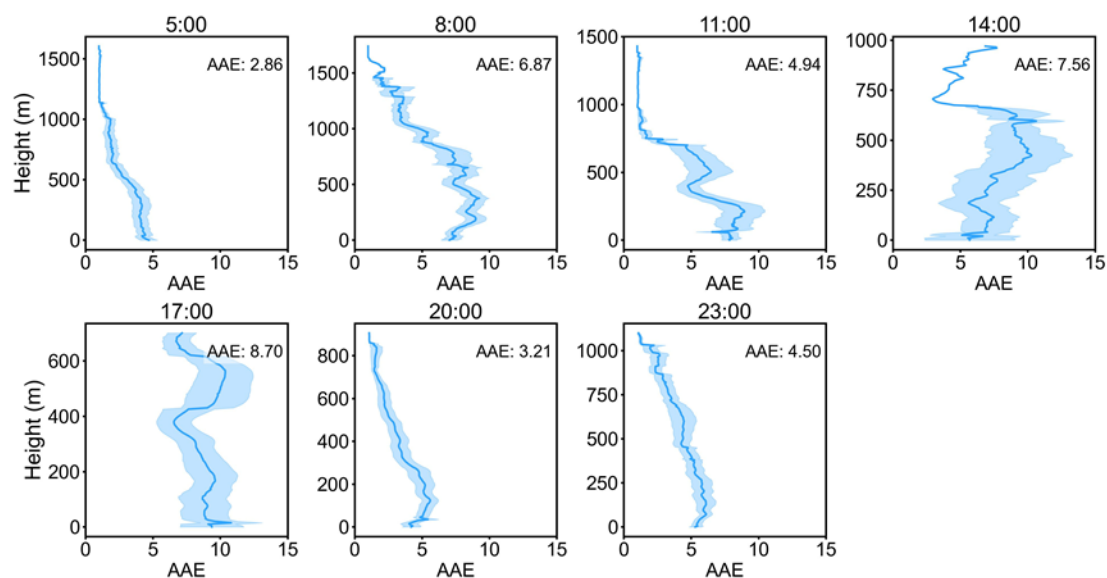 5:00
8:00
11:00
14:00
AAE: 2.86
AAE: 6.87
AAE: 4.94
AAE: 7.56
Height (m)
1500
1000
500
0
1500
1000
500
0
1500
1000
500
0
1000
750
500
250
0
0 5 10 15
0 5 10 15
0 5 10 15
0 5 10 15
AAE
AAE
AAE
AAE
17:00
20:00
23:00
AAE: 8.70
AAE: 3.21
AAE: 4.50
Height (m)
600
400
200
0
800
600
400
200
0
1000
750
500
250
0
0 5 10 15
0 5 10 15
0 5 10 15
AAE
AAE
AAE